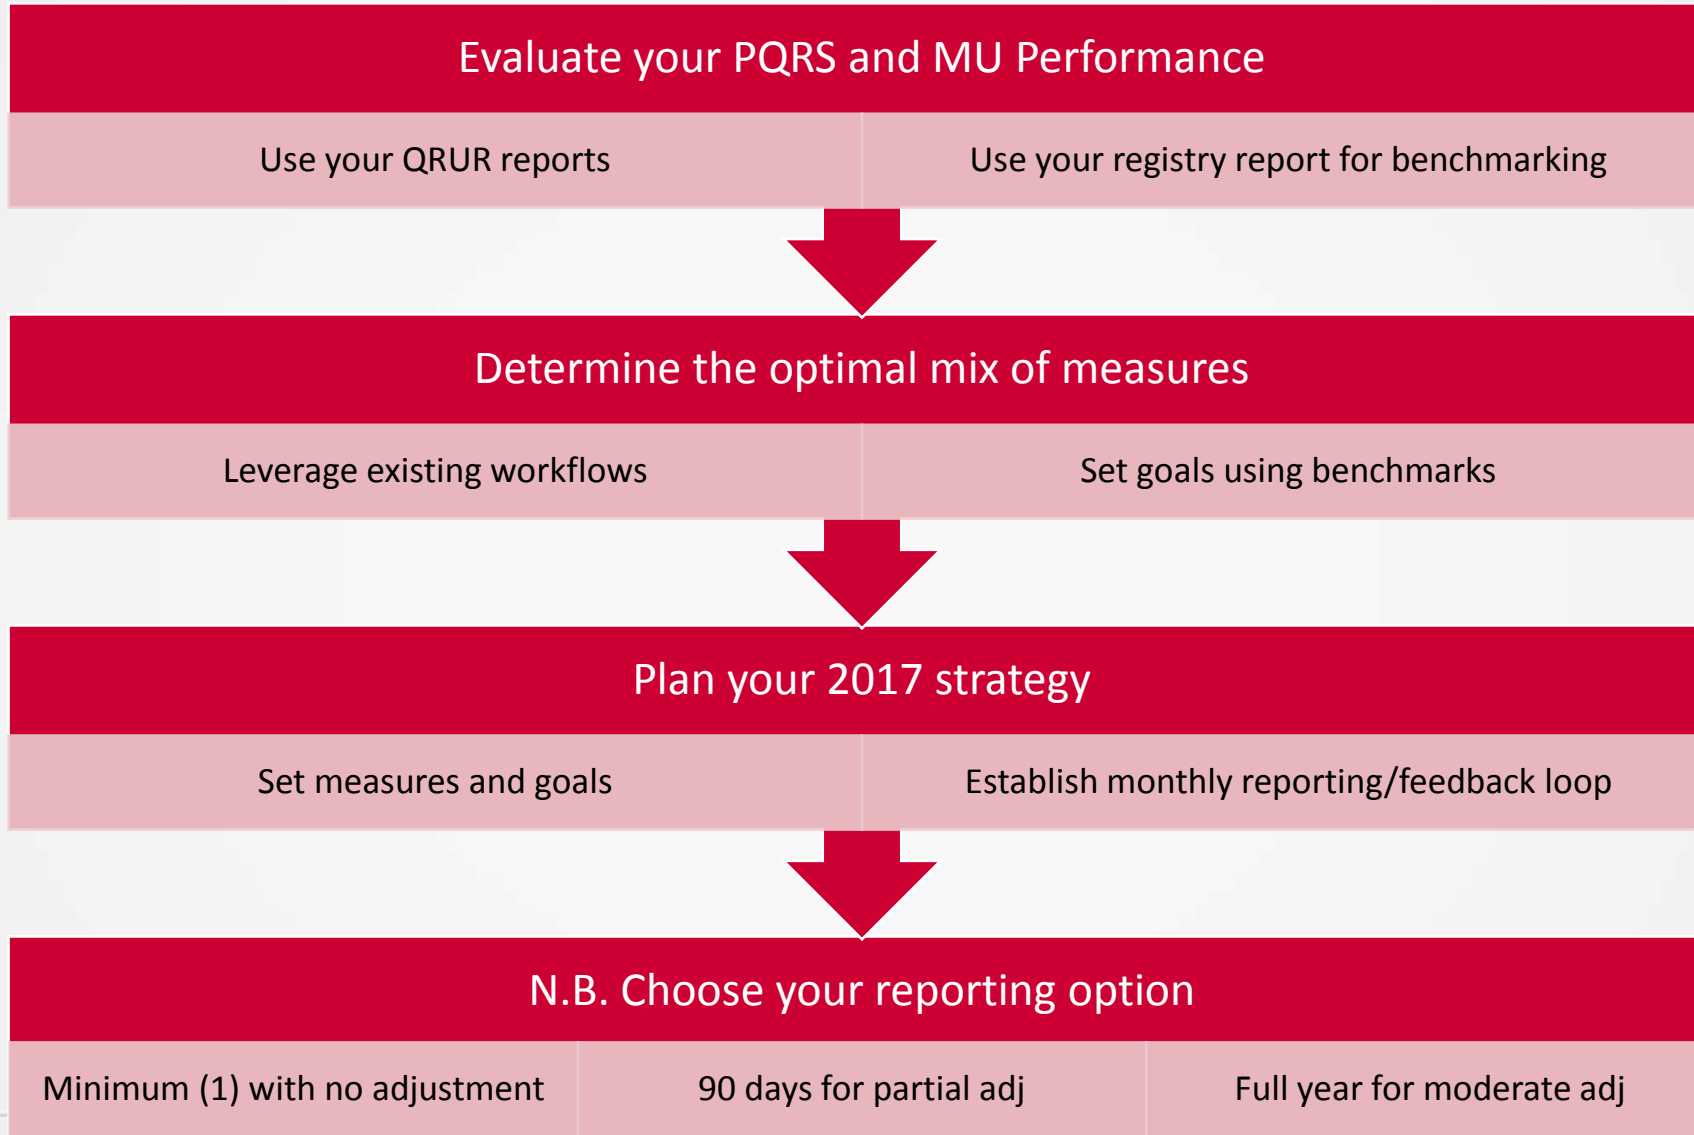 Evaluate your PQRS and MU Performance
Use your QRUR reports
Use your registry report for benchmarking
Determine the optimal mix of measures
Leverage existing workflows
Set goals using benchmarks
Plan your 2017 strategy
Set measures and goals
Establish monthly reporting/feedback loop
N.B. Choose your reporting option
Minimum (1) with no adjustment
90 days for partial adj
Full year for moderate adj